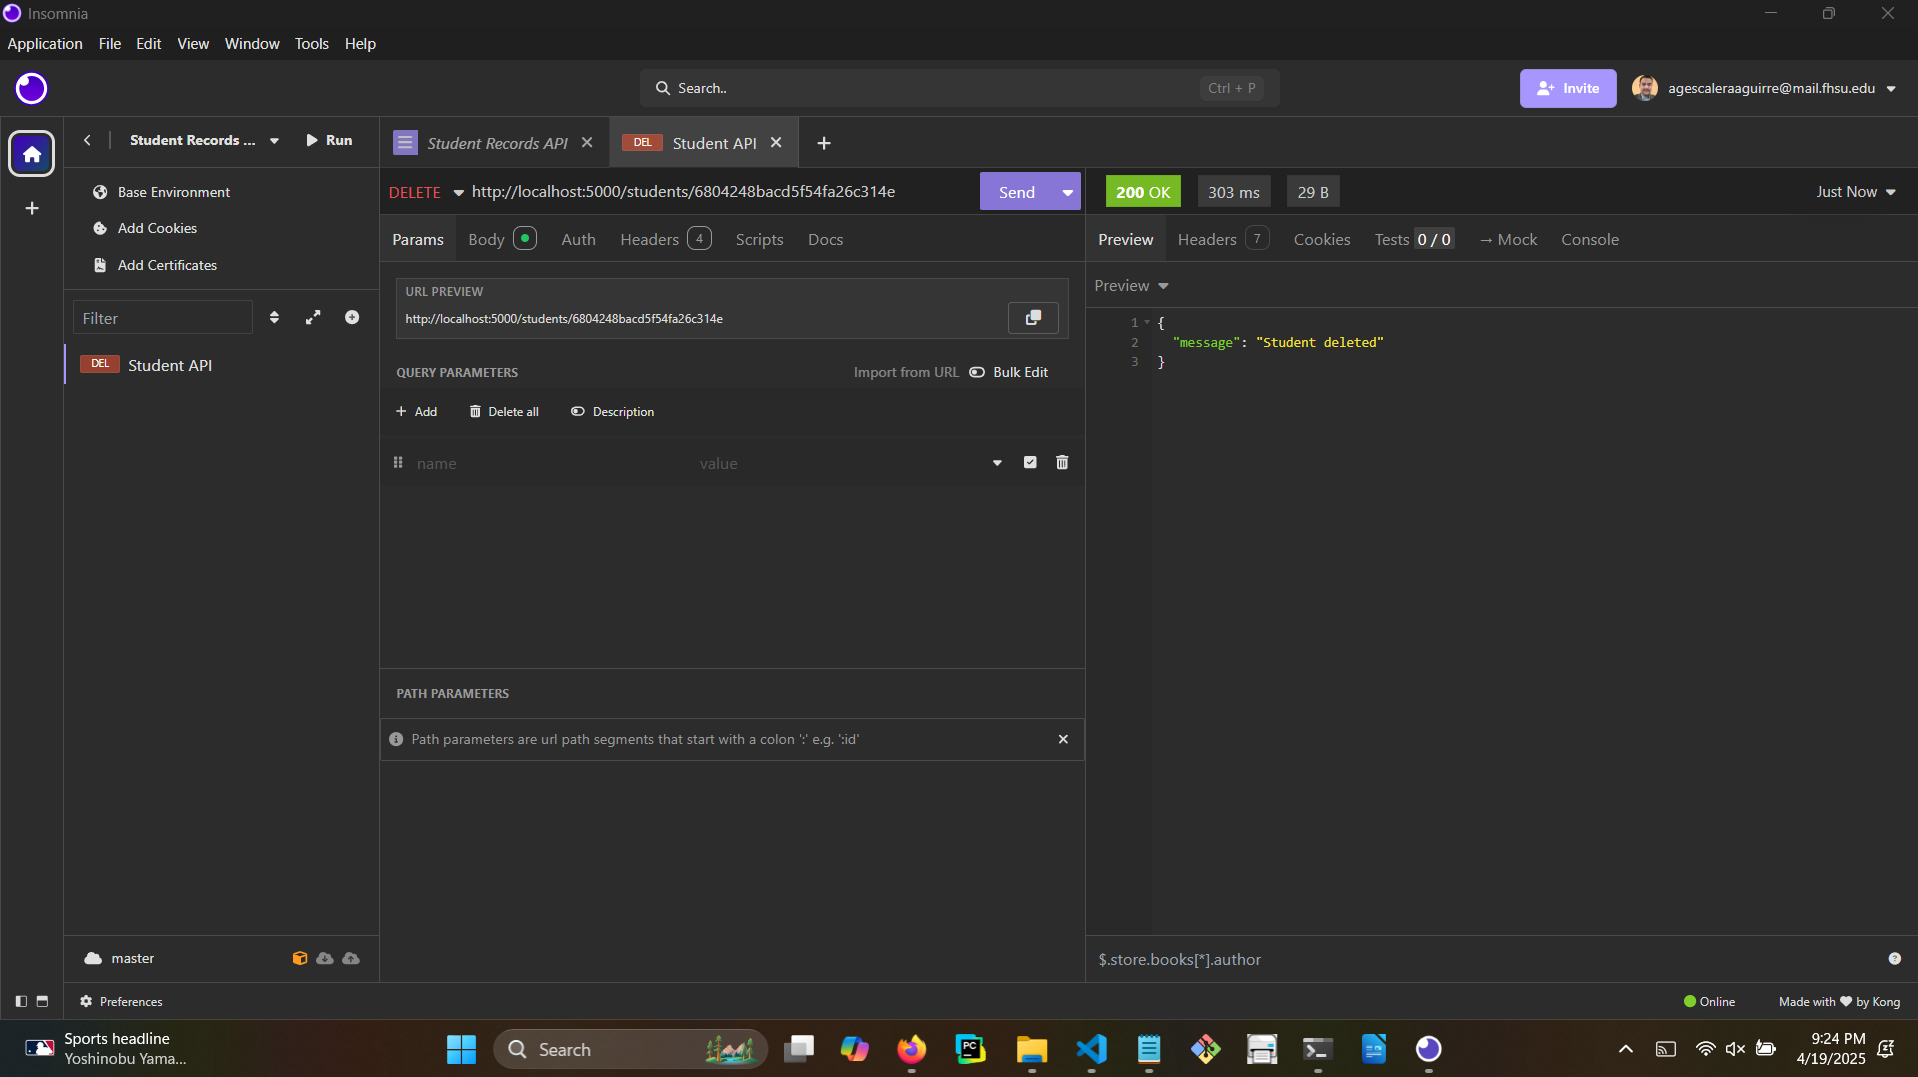 Insomnia
Application File Edit View Window Tools Help
Search.. Ctrl + P
Invite
agescaleraaguirre@mail.fhsu.edu
Student Records ...
Run
Student Records API
DEL Student API
Base Environment
Add Cookies
Add Certificates
Filter
DEL Student API
DELETE http://localhost:5000/students/6804248bacd5f54fa26c314e
Send
200 OK 303 ms 29 B
Just Now
Params Body Auth Headers 4 Scripts Docs
Preview Headers 7 Cookies Tests 0 / 0 → Mock Console
URL PREVIEW
http://localhost:5000/students/6804248bacd5f54fa26c314e
QUERY PARAMETERS
Import from URL Bulk Edit
Add Delete all Description
name value
PATH PARAMETERS
Path parameters are url path segments that start with a colon ':' e.g. ':id'
Preview
1 {
2 "message": "Student deleted"
3 }
$.store.books[*].author
master
Preferences
Online
Made with ❤ by Kong
Sports headline
Yoshinobu Yama...
Search
PC
9:24 PM
4/19/2025